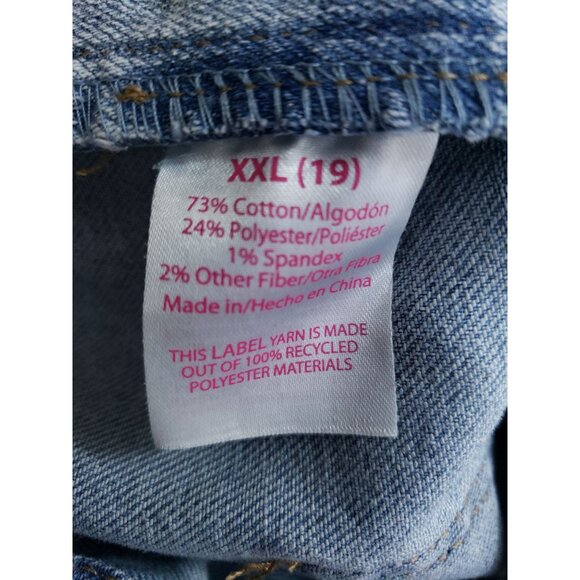 XXL (19)
73% Cotton/Algodón
24% Polyester/Poliéster
1% Spandex
2% Other Fiber/Otra Fibra
Made in/Hecho en China
THIS LABEL YARN IS MADE
OUT OF 100% RECYCLED
POLYESTER MATERIALS